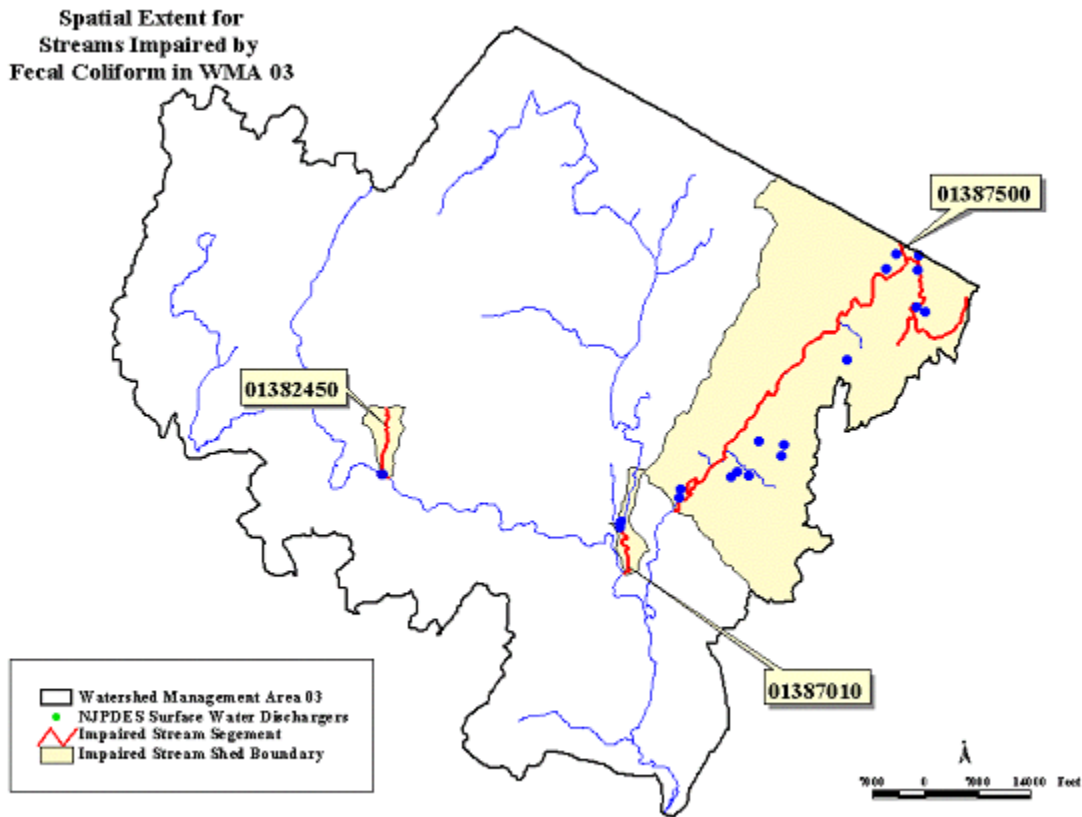 Spatial Extent for
Streams Impaired by
Fecal Coliform in WMA 03
01387500
01382450
01387010
Watershed Management Area 03
NJPDES Surface Water Dischargers
Impaired Stream Segement
Impaired Stream Shed Boundary
7000 0 7000 14000 Feet